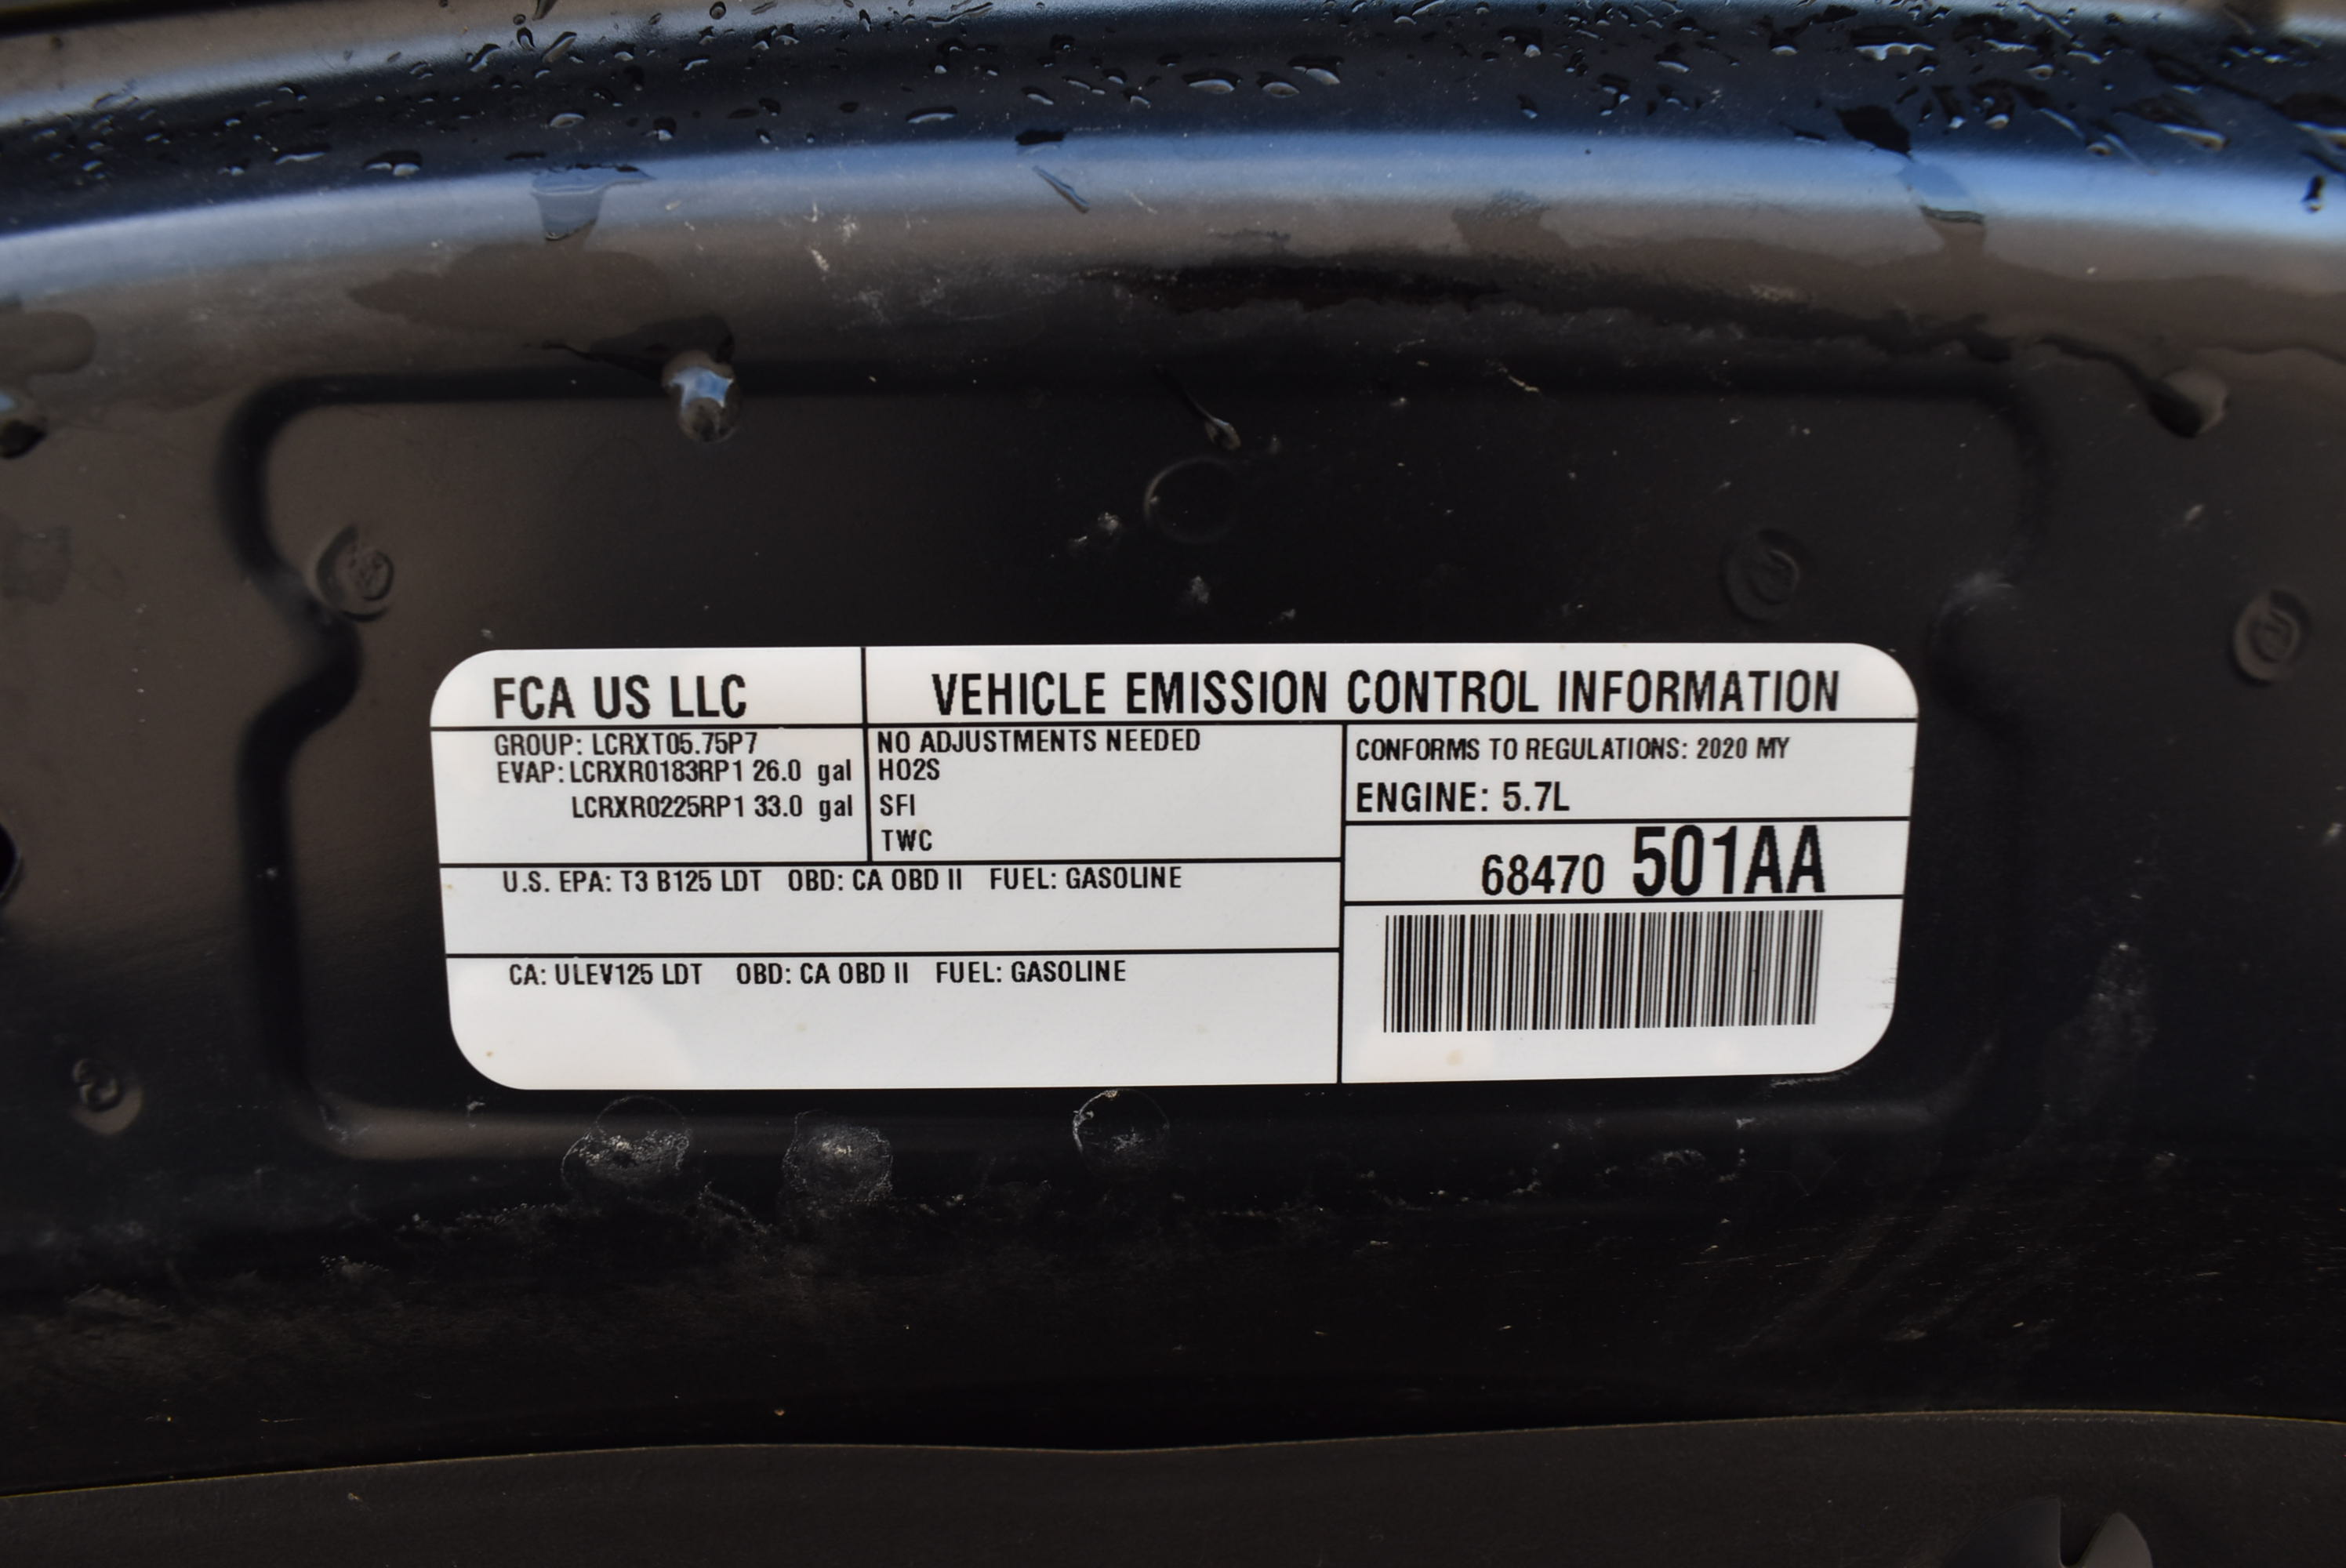 FCA US LLC
VEHICLE EMISSION CONTROL INFORMATION
GROUP: LCRXT05.75P7
EVAP: LCRXR0183RP1 26.0 gal
LCRXR0225RP1 33.0 gal
NO ADJUSTMENTS NEEDED
HO2S
SFI
TWC
CONFORMS TO REGULATIONS: 2020 MY
ENGINE: 5.7L
68470 501AA
U.S. EPA: T3 B125 LDT OBD: CA OBD II FUEL: GASOLINE
CA: ULEV125 LDT OBD: CA OBD II FUEL: GASOLINE